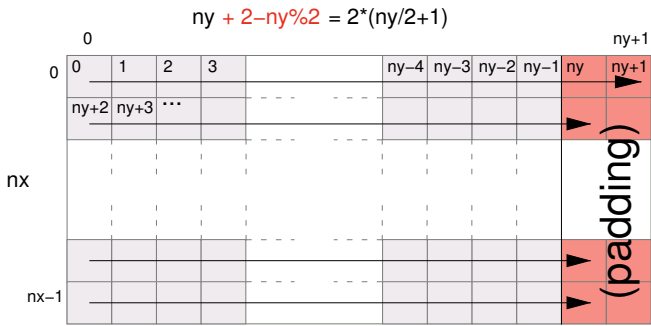 ny + 2−ny%2 = 2*(ny/2+1)
0 ny+1
0 0 1 2 3 ny−4 ny−3 ny−2 ny−1 ny ny+1
ny+2 ny+3 ...
nx
(padding)
nx−1